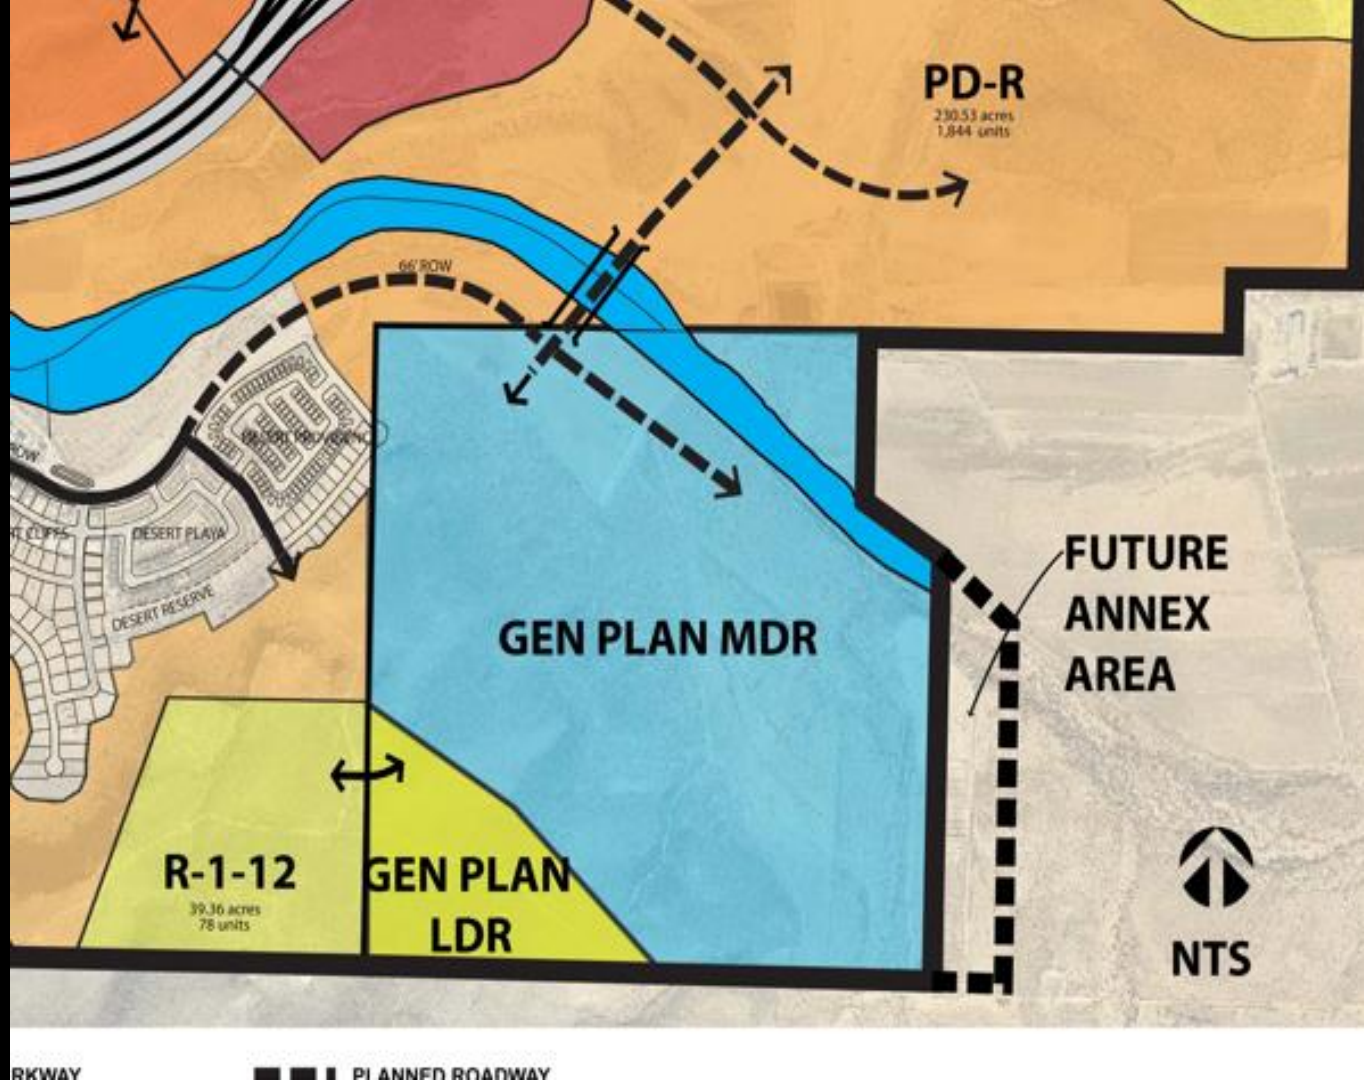 PD-R
230.53 acres
1,844 units
66' ROW
ROW
DESERT PLAYA
DESERT RESERVE
FUTURE
ANNEX
AREA
GEN PLAN MDR
R-1-12
39.36 acres
78 units
GEN PLAN
LDR
NTS
RKWAY
PLANNED ROADWAY